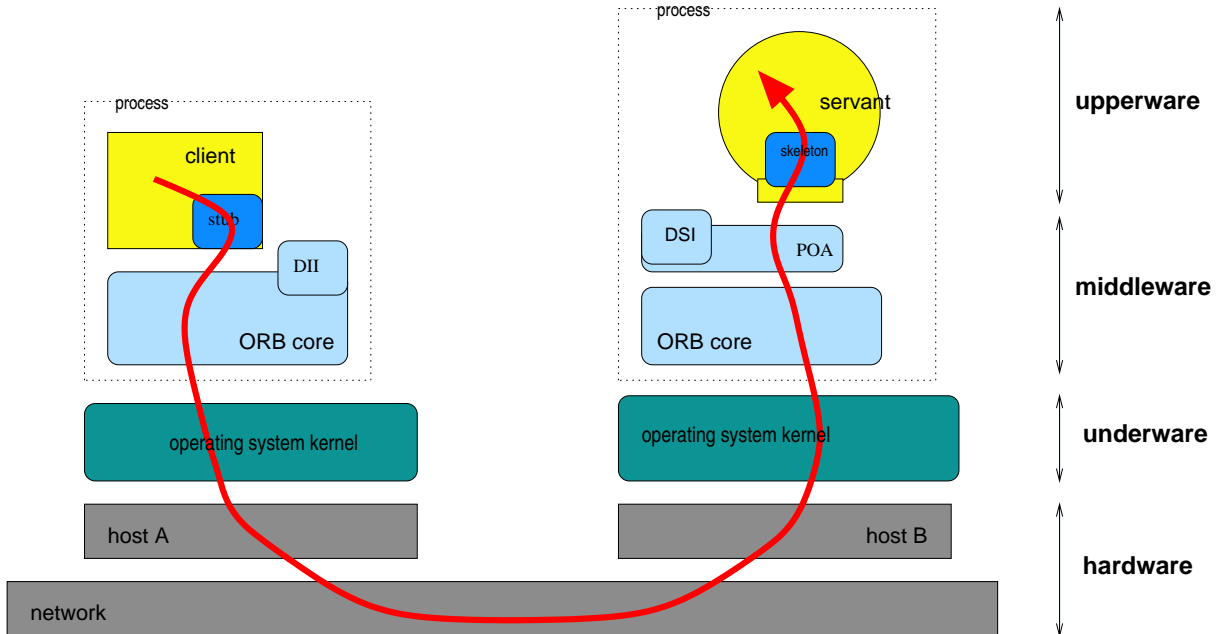 process
servant
skeleton
upperware
process
client
stub
DSI
POA
DII
middleware
ORB core
ORB core
operating system kernel
operating system kernel
underware
host A
host B
hardware
network